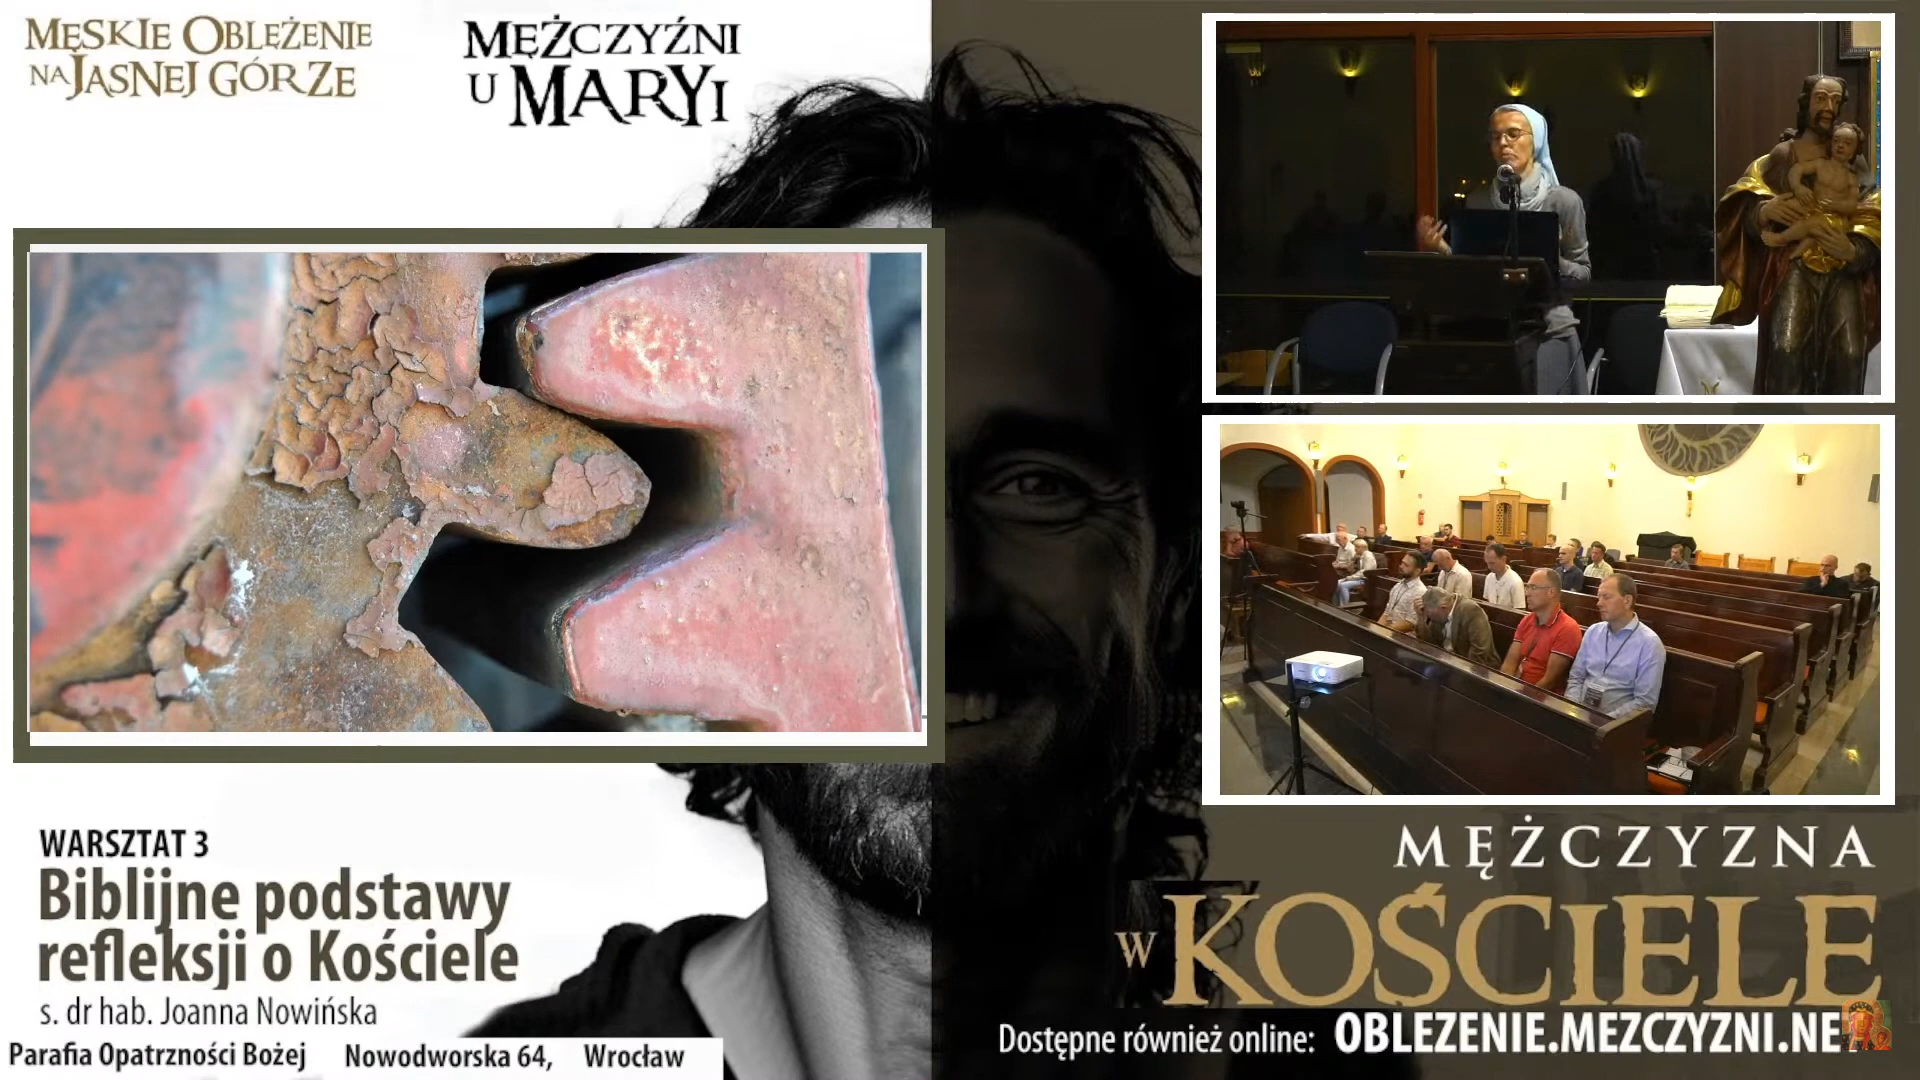 MĘSKIE OBLĘŻENIE
NA JASNEJ GÓRZE
MĘŻCZYŹNI
U MARYI
WARSZTAT 3
Biblijne podstawy
refleksji o Kościele
s. dr hab. Joanna Nowińska
Parafia Opatrzności Bożej Nowodworska 64, Wrocław
MĘŻCZYZNA
W KOŚCIELE
Dostępne również online: OBLEZENIE.MEZCZYZNI.NE